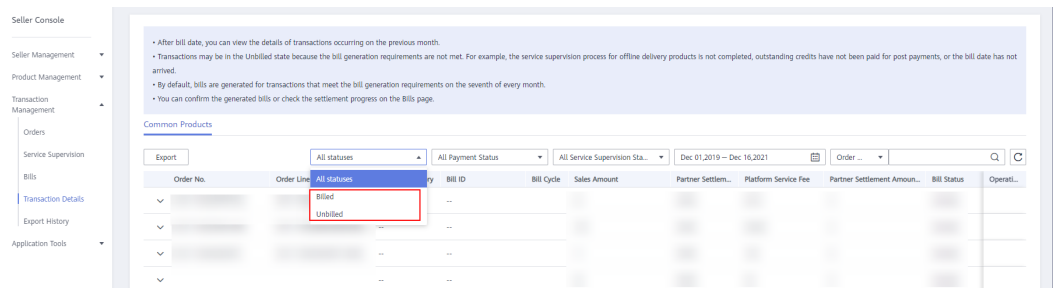 Seller Console
Seller Management
Product Management
Transaction
Management
Orders
Service Supervision
Bills
Transaction Details
Export History
Application Tools
• After bill date, you can view the details of transactions occurring on the previous month.
• Transactions may be in the Unbilled state because the bill generation requirements are not met. For example, the service supervision process for offline delivery products is not completed, outstanding credits have not been paid for post payments, or the bill date has not
arrived.
• By default, bills are generated for transactions that meet the bill generation requirements on the seventh of every month.
• You can confirm the generated bills or check the settlement progress on the Bills page.
Common Products
Export All statuses All Payment Status All Service Supervision Sta... Dec 01,2019 – Dec 16,2021 Order ...
Order No. Order Line All statuses ry Bill ID Bill Cycle Sales Amount Partner Settlem... Platform Service Fee Partner Settlement Amoun... Bill Status Operati...
Billed --
Unbilled
-- --
-- --
-- --